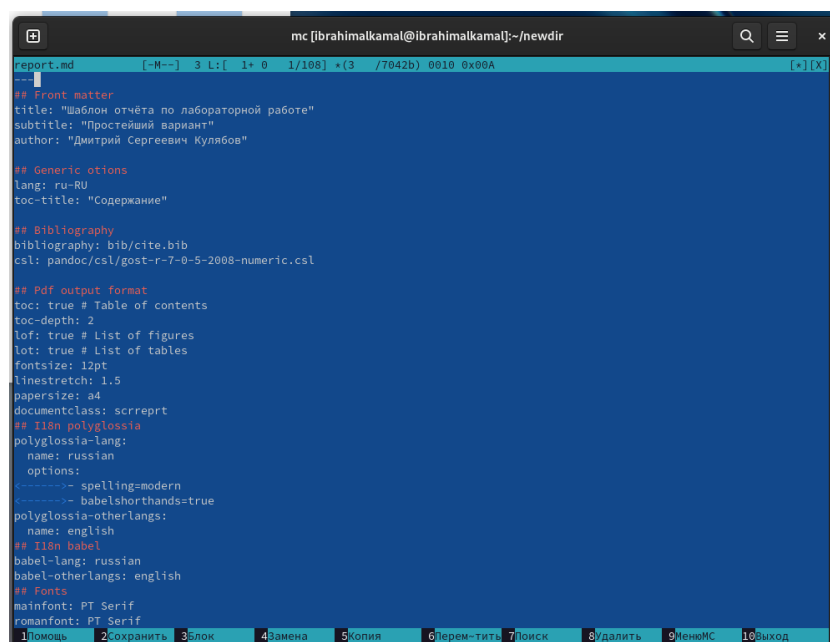 mc [ibrahimalkamal@ibrahimalkamal]:~/newdir
report.md [-M--] 3 L:[ 1+ 0 1/108] *(3 /7042b) 0010 0x00A [*][X]
---
## Front matter
title: "Шаблон отчёта по лабораторной работе"
subtitle: "Простейший вариант"
author: "Дмитрий Сергеевич Кулябов"
## Generic otions
lang: ru-RU
toc-title: "Содержание"
## Bibliography
bibliography: bib/cite.bib
csl: pandoc/csl/gost-r-7-0-5-2008-numeric.csl
## Pdf output format
toc: true # Table of contents
toc-depth: 2
lof: true # List of figures
lot: true # List of tables
fontsize: 12pt
linestretch: 1.5
papersize: a4
documentclass: scrreprt
## I18n polyglossia
polyglossia-lang:
  name: russian
  options:
<------>- spelling=modern
<------>- babelshorthands=true
polyglossia-otherlangs:
  name: english
## I18n babel
babel-lang: russian
babel-otherlangs: english
## Fonts
mainfont: PT Serif
romanfont: PT Serif
1Помощь 2Сохранить 3Блок 4Замена 5Копия 6Перем~тить 7Поиск 8Удалить 9МенюMC 10Выход